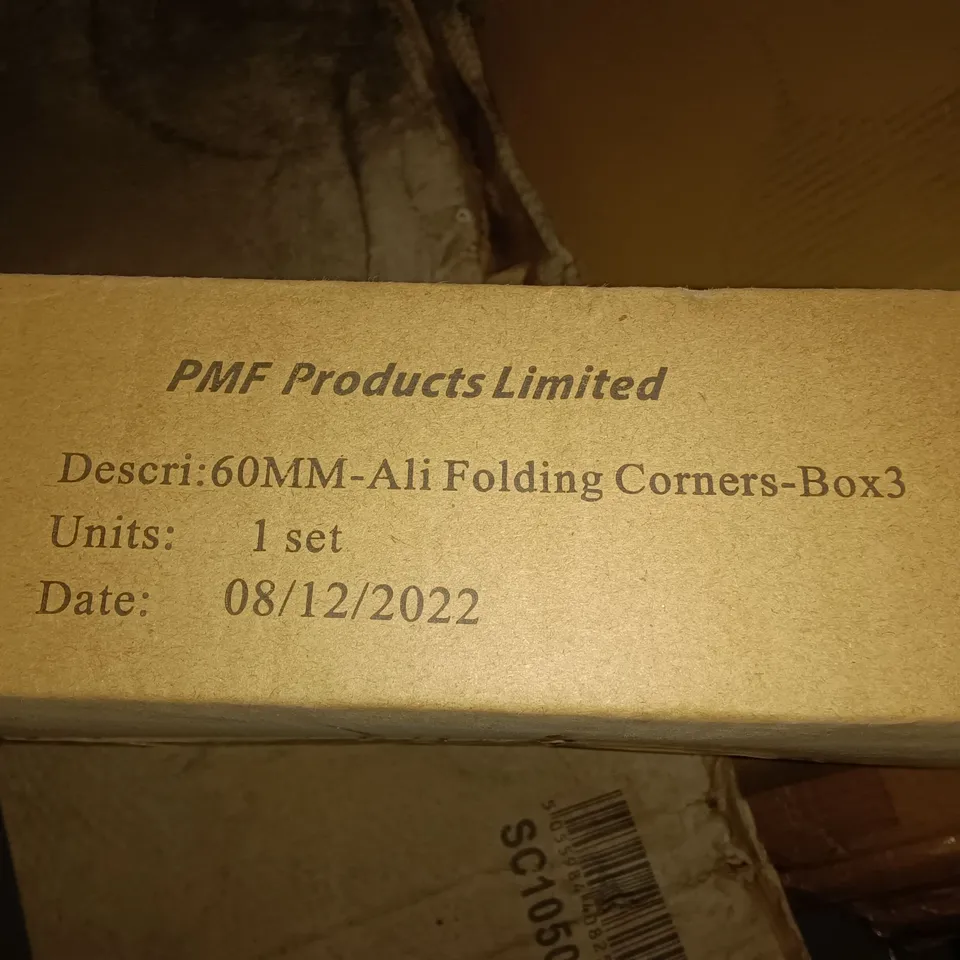 PMF Products Limited
Descri:60MM-Ali Folding Corners-Box3
Units: 1 set
Date: 08/12/2022
SC1050